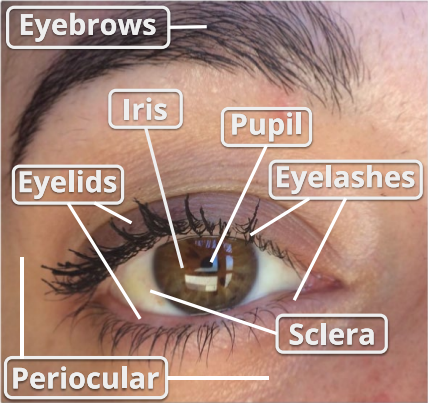 Eyebrows
Iris
Pupil
Eyelids
Eyelashes
Sclera
Periocular